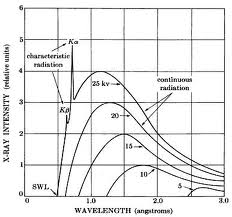 Kα
characteristic
radiation
Kβ
25 kv
continuous
radiation
20
15
10
5
SWL
X-RAY INTENSITY (relative units)
6
5
4
3
2
1
0
0
1.0
2.0
3.0
WAVELENGTH (angstroms)